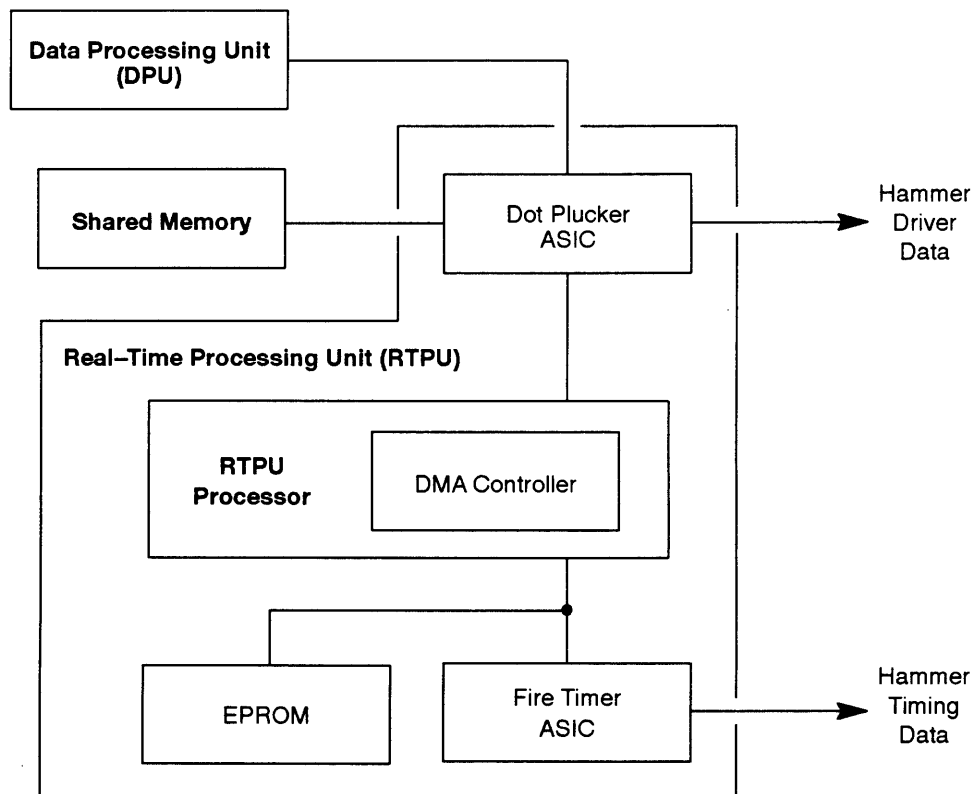 Data Processing Unit
(DPU)
Shared Memory
Dot Plucker
ASIC
Hammer
Driver
Data
Real–Time Processing Unit (RTPU)
RTPU
Processor
DMA Controller
EPROM
Fire Timer
ASIC
Hammer
Timing
Data